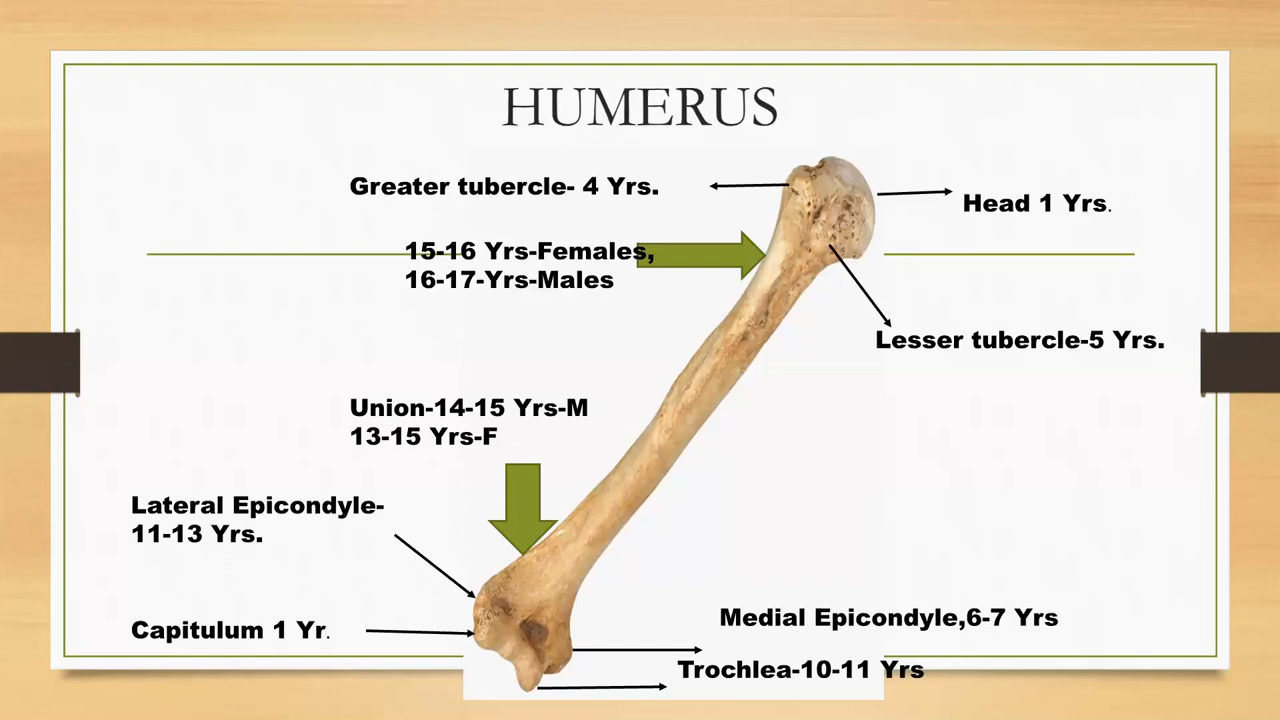 HUMERUS
Greater tubercle- 4 Yrs.
Head 1 Yrs.
15-16 Yrs-Females,
16-17-Yrs-Males
Lesser tubercle-5 Yrs.
Union-14-15 Yrs-M
13-15 Yrs-F
Lateral Epicondyle-
11-13 Yrs.
Capitulum 1 Yr.
Medial Epicondyle,6-7 Yrs
Trochlea-10-11 Yrs